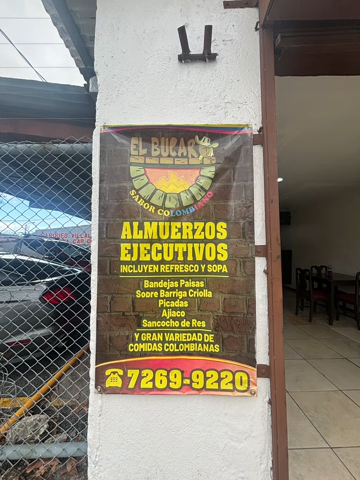 EL BUCARO
SABOR COLOMBIANO
ALMUERZOS
EJECUTIVOS
INCLUYEN REFRESCO Y SOPA
Bandejas Paisas
Soore Barriga Criolla
Picadas
Ajiaco
Sancocho de Res
Y GRAN VARIEDAD DE
COMIDAS COLOMBIANAS
7269-9220